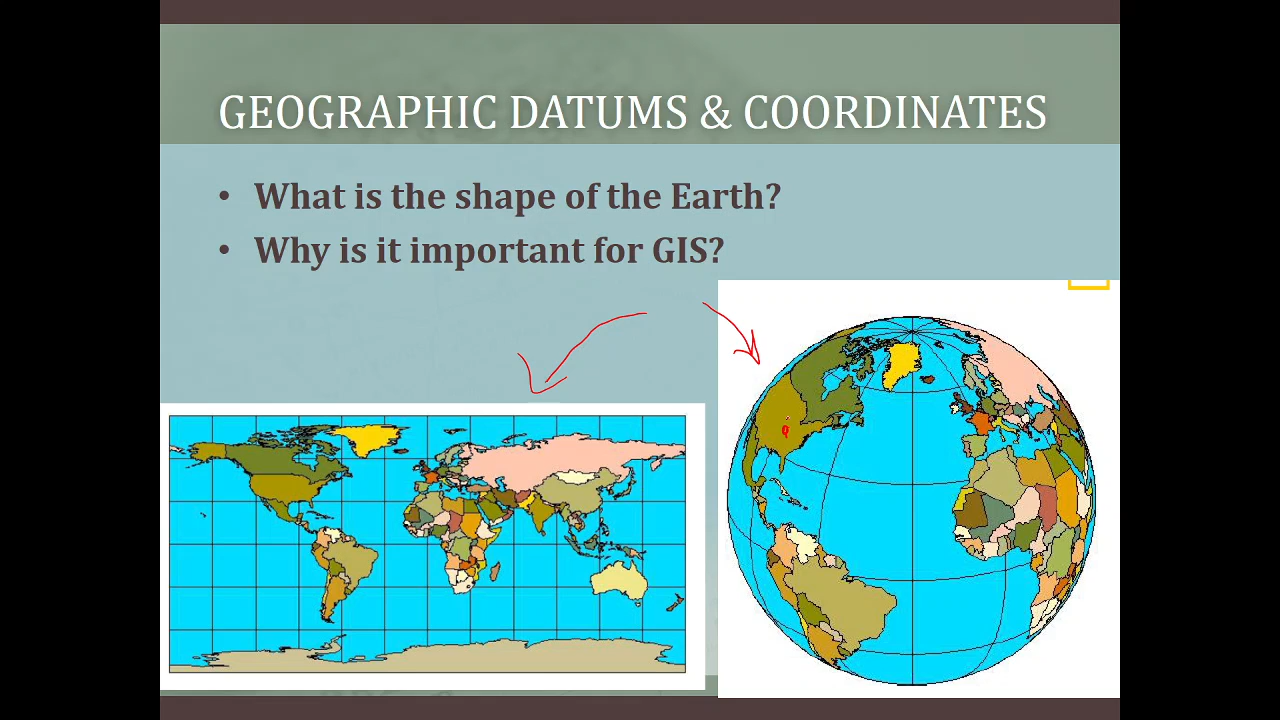 GEOGRAPHIC DATUMS & COORDINATES
• What is the shape of the Earth?
• Why is it important for GIS?